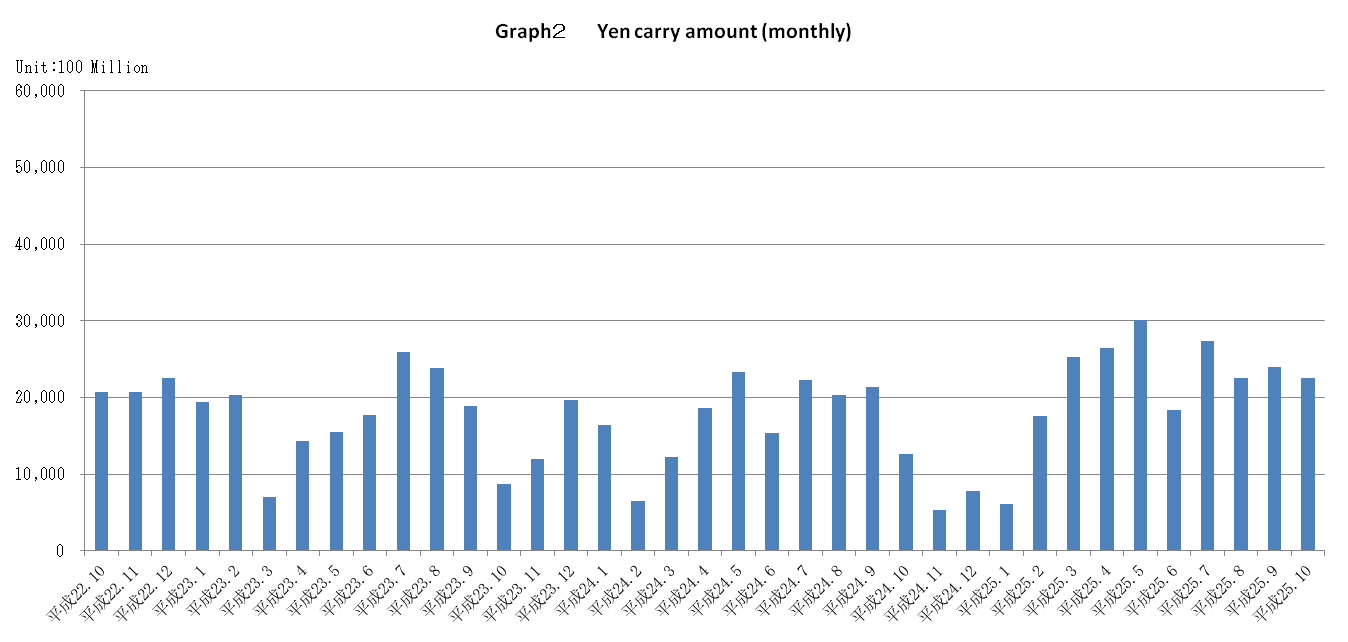 Graph２ Yen carry amount (monthly)
Unit:100 Million
60,000
50,000
40,000
30,000
20,000
10,000
0
平成22.10
平成22.11
平成22.12
平成23.1
平成23.2
平成23.3
平成23.4
平成23.5
平成23.6
平成23.7
平成23.8
平成23.9
平成23.10
平成23.11
平成23.12
平成24.1
平成24.2
平成24.3
平成24.4
平成24.5
平成24.6
平成24.7
平成24.8
平成24.9
平成24.10
平成24.11
平成24.12
平成25.1
平成25.2
平成25.3
平成25.4
平成25.5
平成25.6
平成25.7
平成25.8
平成25.9
平成25.10